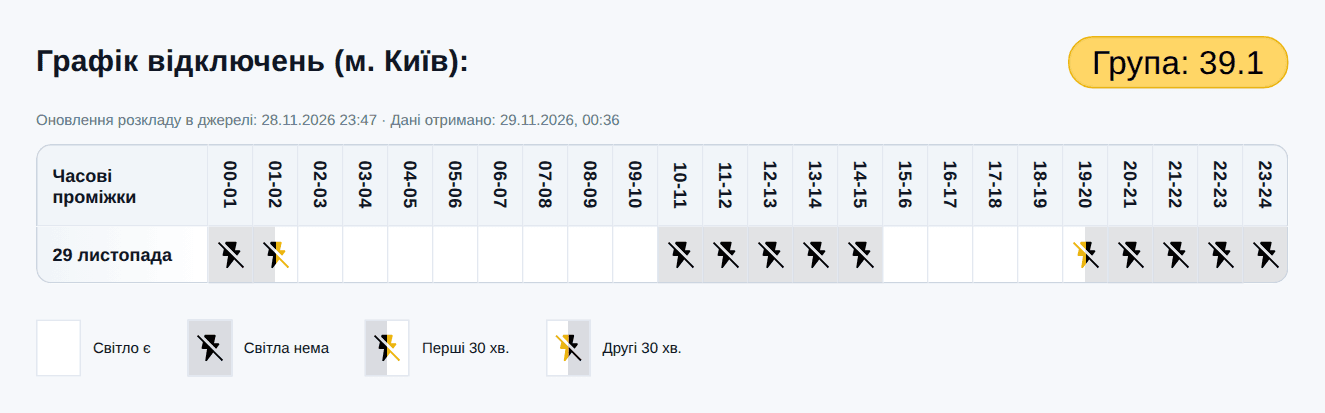 Графік відключень (м. Київ):
Група: 39.1
Оновлення розкладу в джерелі: 28.11.2026 23:47 · Дані отримано: 29.11.2026, 00:36
Часові
проміжки
00-01
01-02
02-03
03-04
04-05
05-06
06-07
07-08
08-09
09-10
10-11
11-12
12-13
13-14
14-15
15-16
16-17
17-18
18-19
19-20
20-21
21-22
22-23
23-24
29 листопада
Світло є
Світла нема
Перші 30 хв.
Другі 30 хв.